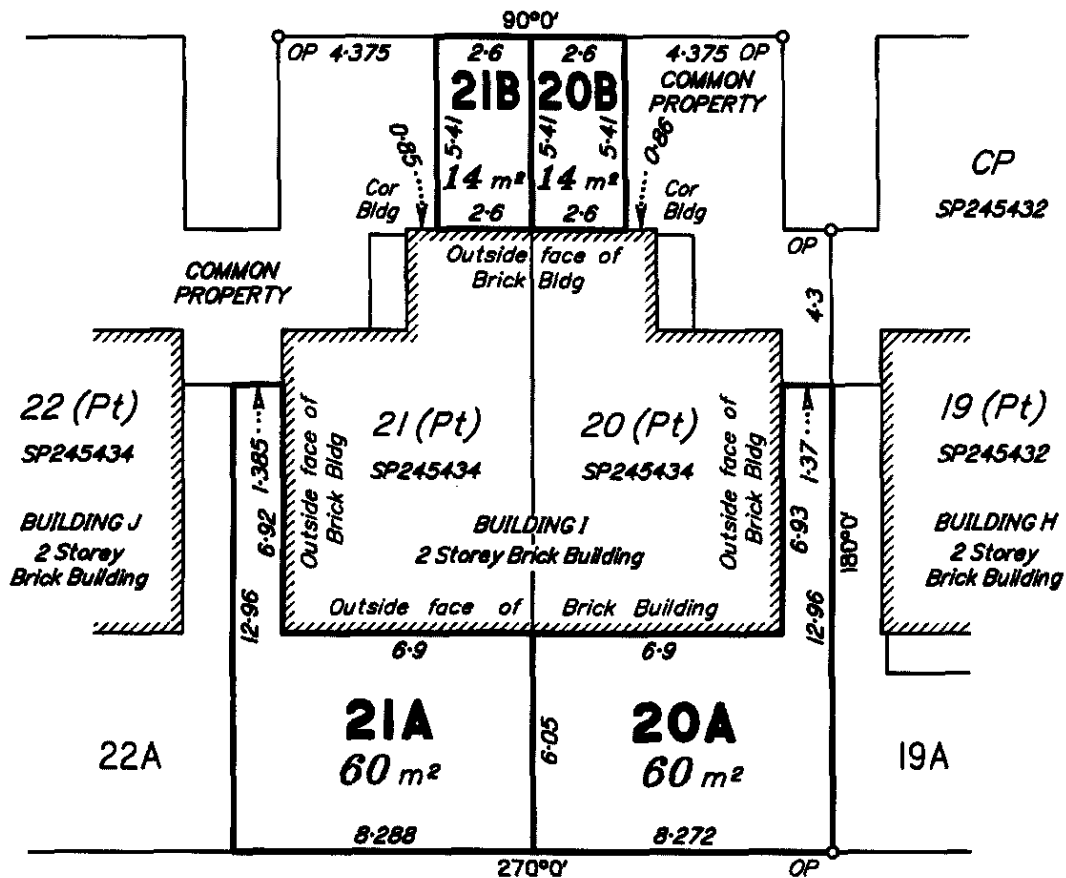 90°0'
OP 4·375
2·6
2·6
4·375 OP
21B
20B
COMMON
PROPERTY
5·41
5·41
5·41
0·85
0·86
14 m²
14 m²
CP
SP245432
Cor
Bldg
Cor
Bldg
2·6
2·6
OP
Outside face of
Brick Bldg
COMMON
PROPERTY
4·3
22 (Pt)
SP245434
1·385
Outside face of
Brick Bldg
21 (Pt)
SP245434
20 (Pt)
SP245434
Outside face of
Brick Bldg
1·37
19 (Pt)
SP245432
BUILDING J
2 Storey
Brick Building
6·92
BUILDING I
2 Storey Brick Building
6·93
180°0'
BUILDING H
2 Storey
Brick Building
12·96
Outside face of Brick Building
12·96
6·9
6·9
22A
21A
60 m²
6·05
20A
60 m²
19A
8·288
8·272
270°0'
OP